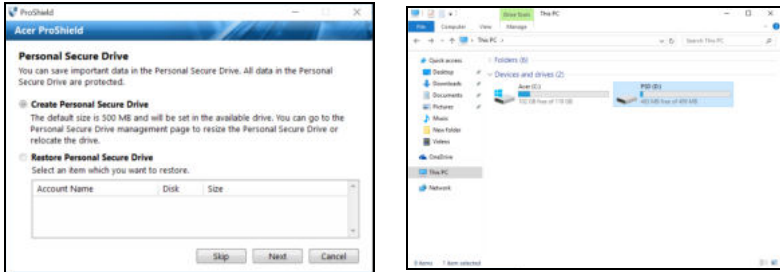 ProShield
Acer ProShield
Personal Secure Drive
You can save important data in the Personal Secure Drive. All data in the Personal
Secure Drive are protected.
Create Personal Secure Drive
The default size is 500 MB and will be set in the available drive. You can go to the
Personal Secure Drive management page to resize the Personal Secure Drive or
relocate the drive.
Restore Personal Secure Drive
Select an item which you want to restore.
Account Name Disk Size
Skip Next Cancel
Drive Tools This PC
File Computer View Manage
This PC
Search This PC
Quick access
Desktop
Downloads
Documents
Pictures
Music
New folder
Videos
OneDrive
This PC
Network
Folders (6)
Devices and drives (2)
Acer (C:)
PSD (D:)
0 items 1 item selected